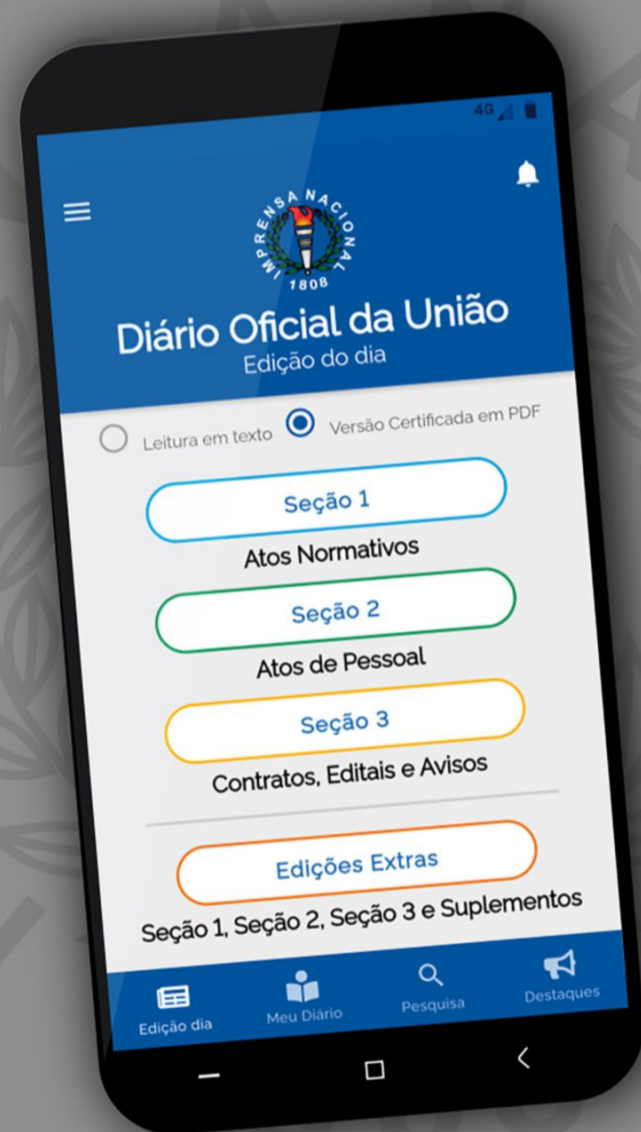 4G
IMPRENSA NACIONAL
1808
Diário Oficial da União
Edição do dia
Leitura em texto Versão Certificada em PDF
Seção 1
Atos Normativos
Seção 2
Atos de Pessoal
Seção 3
Contratos, Editais e Avisos
Edições Extras
Seção 1, Seção 2, Seção 3 e Suplementos
Edição dia Meu Diário Pesquisa Destaques